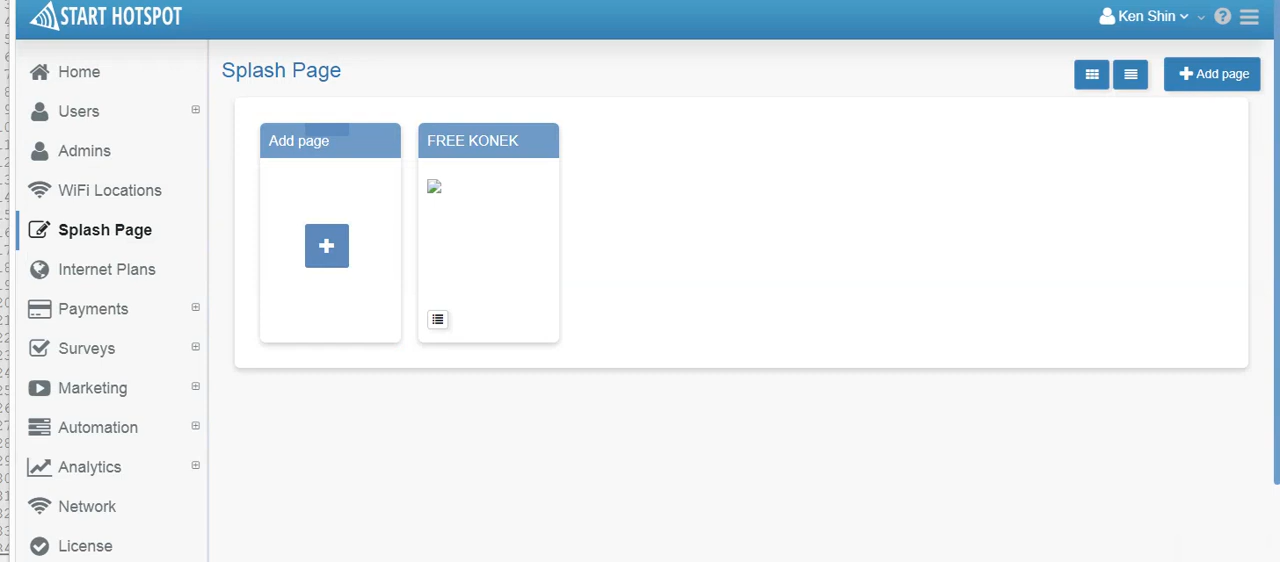 START HOTSPOT
Ken Shin
Home
Users
Admins
WiFi Locations
Splash Page
Internet Plans
Payments
Surveys
Marketing
Automation
Analytics
Network
License
Splash Page
Add page
Add page
FREE KONEK